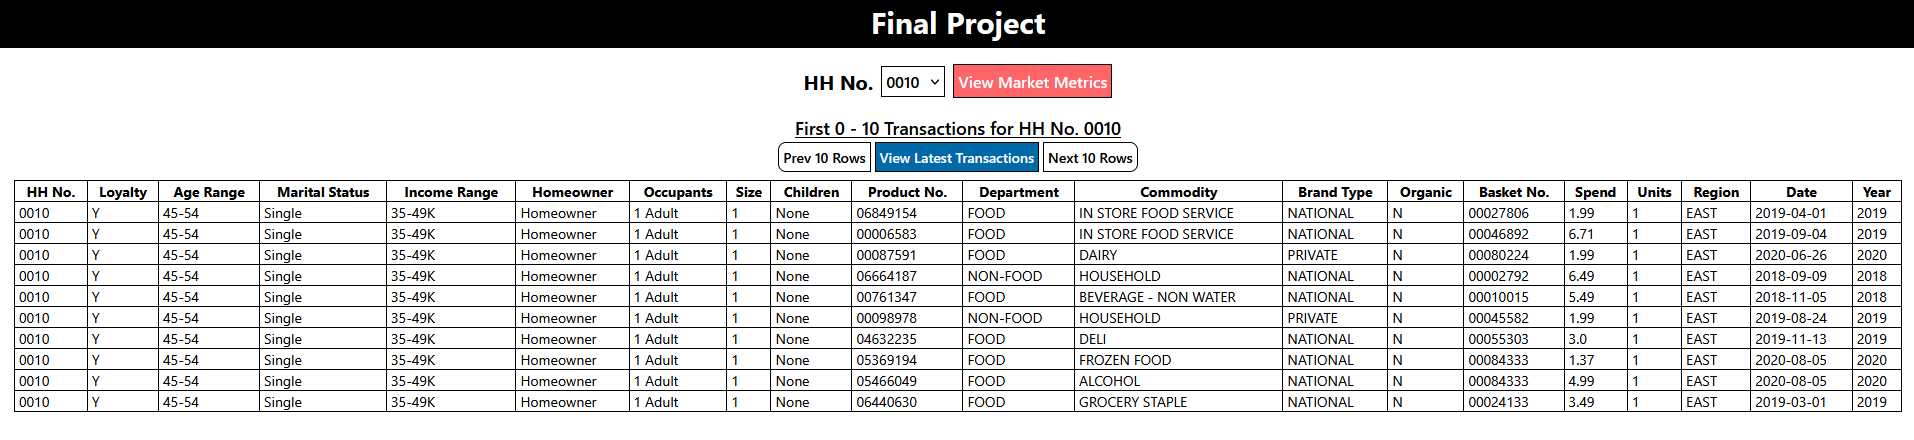 Final Project
HH No. 0010 View Market Metrics
First 0 - 10 Transactions for HH No. 0010
Prev 10 Rows View Latest Transactions Next 10 Rows
HH No. Loyalty Age Range Marital Status Income Range Homeowner Occupants Size Children Product No. Department Commodity Brand Type Organic Basket No. Spend Units Region Date Year
0010 Y 45-54 Single 35-49K Homeowner 1 Adult 1 None 06849154 FOOD IN STORE FOOD SERVICE NATIONAL N 00027806 1.99 1 EAST 2019-04-01 2019
0010 Y 45-54 Single 35-49K Homeowner 1 Adult 1 None 00006583 FOOD IN STORE FOOD SERVICE NATIONAL N 00046892 6.71 1 EAST 2019-09-04 2019
0010 Y 45-54 Single 35-49K Homeowner 1 Adult 1 None 00087591 FOOD DAIRY PRIVATE N 00080224 1.99 1 EAST 2020-06-26 2020
0010 Y 45-54 Single 35-49K Homeowner 1 Adult 1 None 06664187 NON-FOOD HOUSEHOLD NATIONAL N 00002792 6.49 1 EAST 2018-09-09 2018
0010 Y 45-54 Single 35-49K Homeowner 1 Adult 1 None 00761347 FOOD BEVERAGE - NON WATER NATIONAL N 00010015 5.49 1 EAST 2018-11-05 2018
0010 Y 45-54 Single 35-49K Homeowner 1 Adult 1 None 00098978 NON-FOOD HOUSEHOLD PRIVATE N 00045582 1.99 1 EAST 2019-08-24 2019
0010 Y 45-54 Single 35-49K Homeowner 1 Adult 1 None 04632235 FOOD DELI NATIONAL N 00055303 3.0 1 EAST 2019-11-13 2019
0010 Y 45-54 Single 35-49K Homeowner 1 Adult 1 None 05369194 FOOD FROZEN FOOD NATIONAL N 00084333 1.37 1 EAST 2020-08-05 2020
0010 Y 45-54 Single 35-49K Homeowner 1 Adult 1 None 05466049 FOOD ALCOHOL NATIONAL N 00084333 4.99 1 EAST 2020-08-05 2020
0010 Y 45-54 Single 35-49K Homeowner 1 Adult 1 None 06440630 FOOD GROCERY STAPLE NATIONAL N 00024133 3.49 1 EAST 2019-03-01 2019